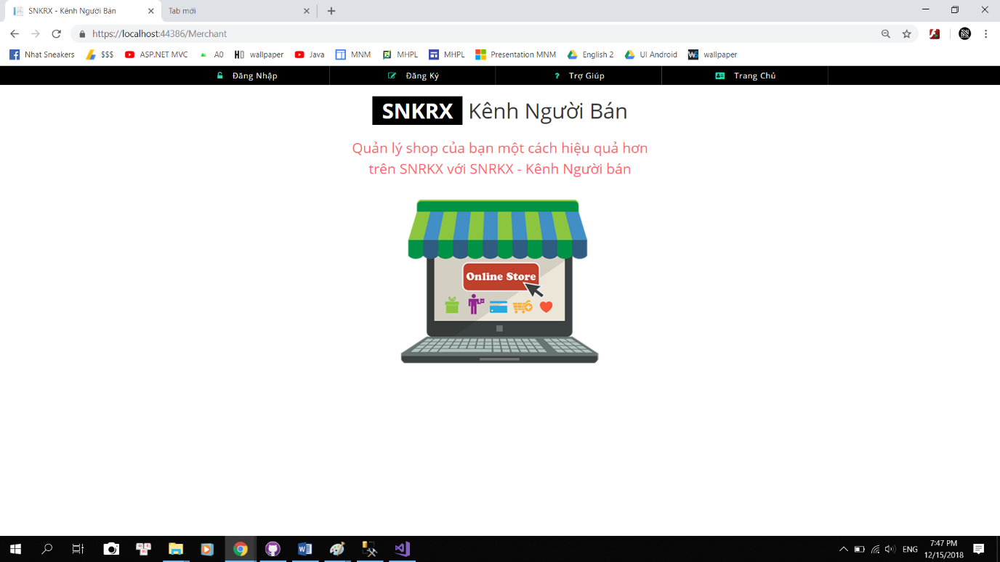 SNKRX - Kênh Người Bán
Tab mới
https://localhost:44386/Merchant
Nhat Sneakers $$$ ASP.NET MVC A0 wallpaper Java MNM MHPL MHPL Presentation MNM English 2 UI Android wallpaper
Đăng Nhập Đăng Ký Trợ Giúp Trang Chủ
SNKRX Kênh Người Bán
Quản lý shop của bạn một cách hiệu quả hơn
trên SNRKX với SNRKX - Kênh Người bán
Online Store
ENG
7:47 PM
12/15/2018